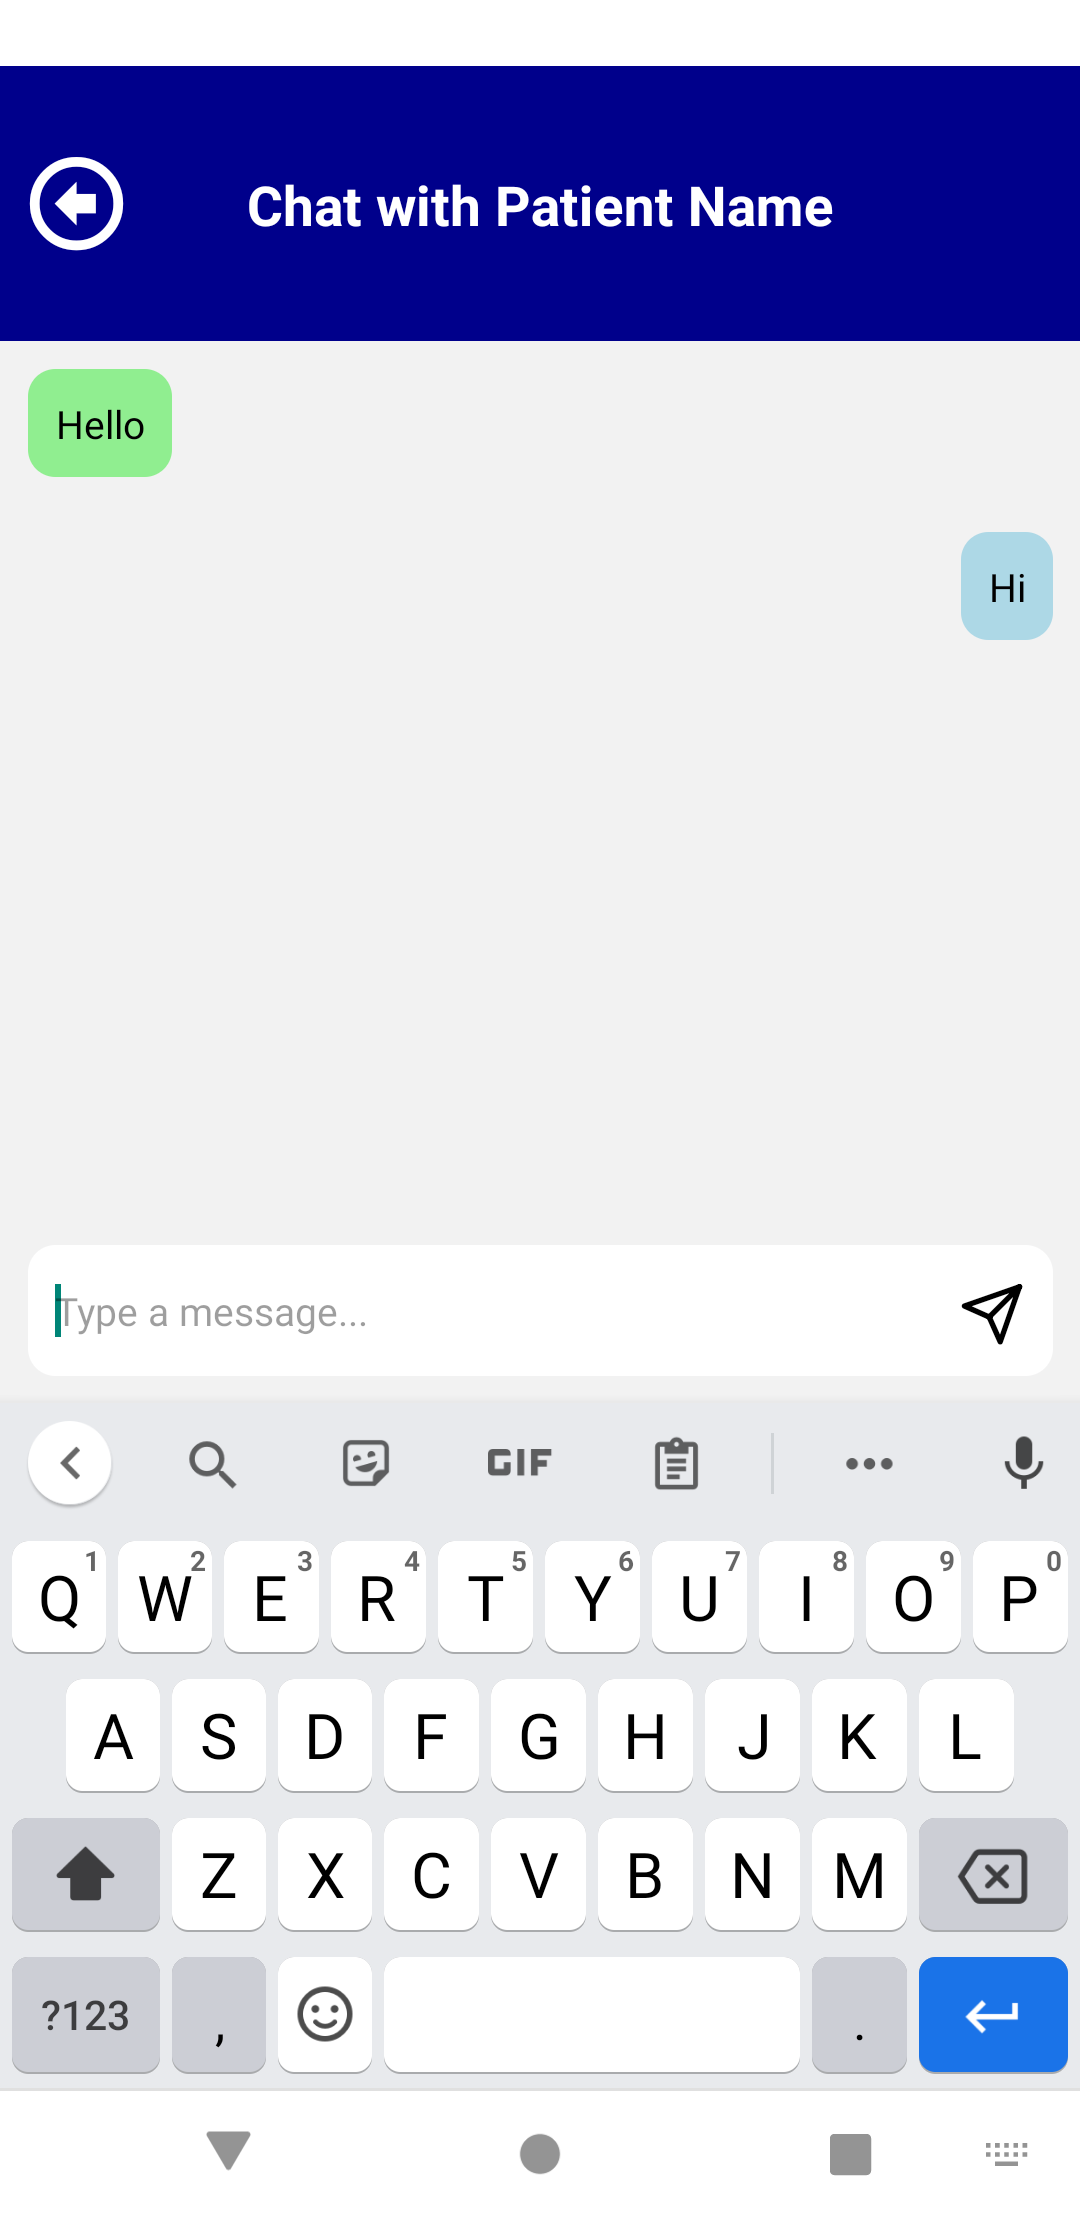 Chat with Patient Name
Hello
Hi
Type a message...
GIF
1 2 3 4 5 6 7 8 9 0
Q W E R T Y U I O P
A S D F G H J K L
Z X C V B N M
?123 , .